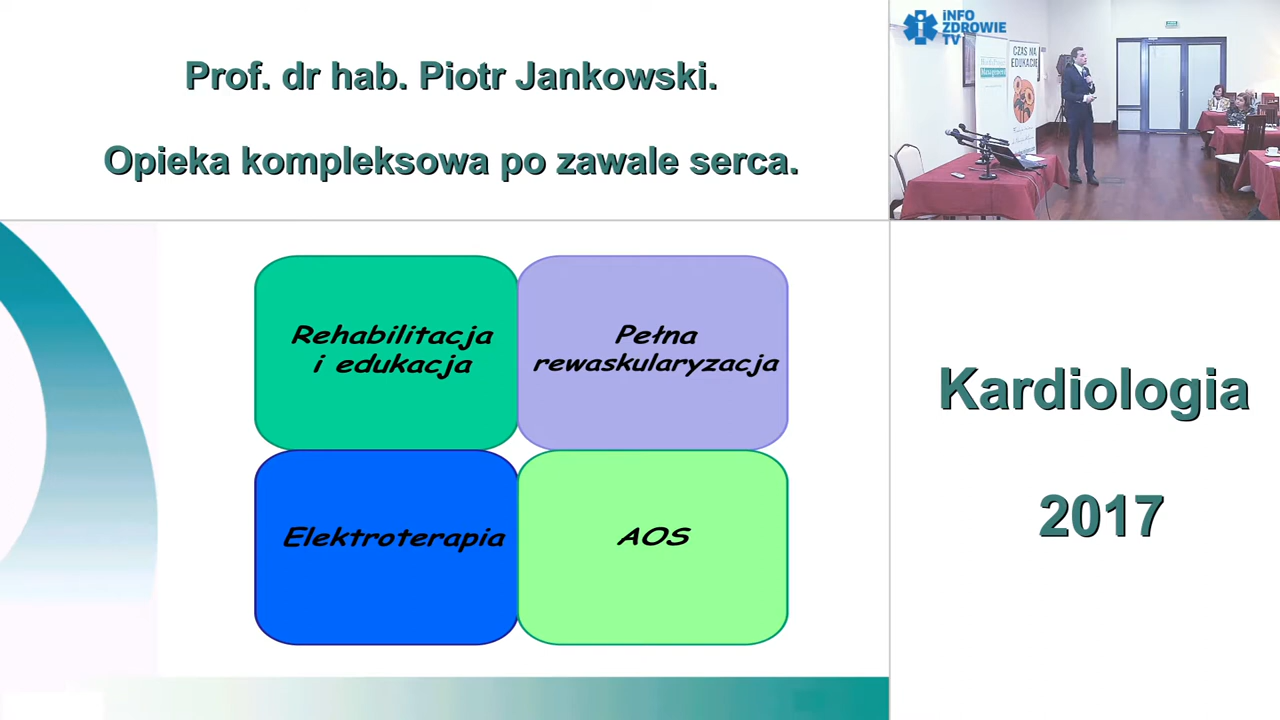 Prof. dr hab. Piotr Jankowski.
Opieka kompleksowa po zawale serca.
iNFO
ZDROWIE
TV
CZAS NA
EDUKACJĘ
Rehabilitacja
i edukacja
Pełna
rewaskularyzacja
Elektroterapia
AOS
Kardiologia
2017